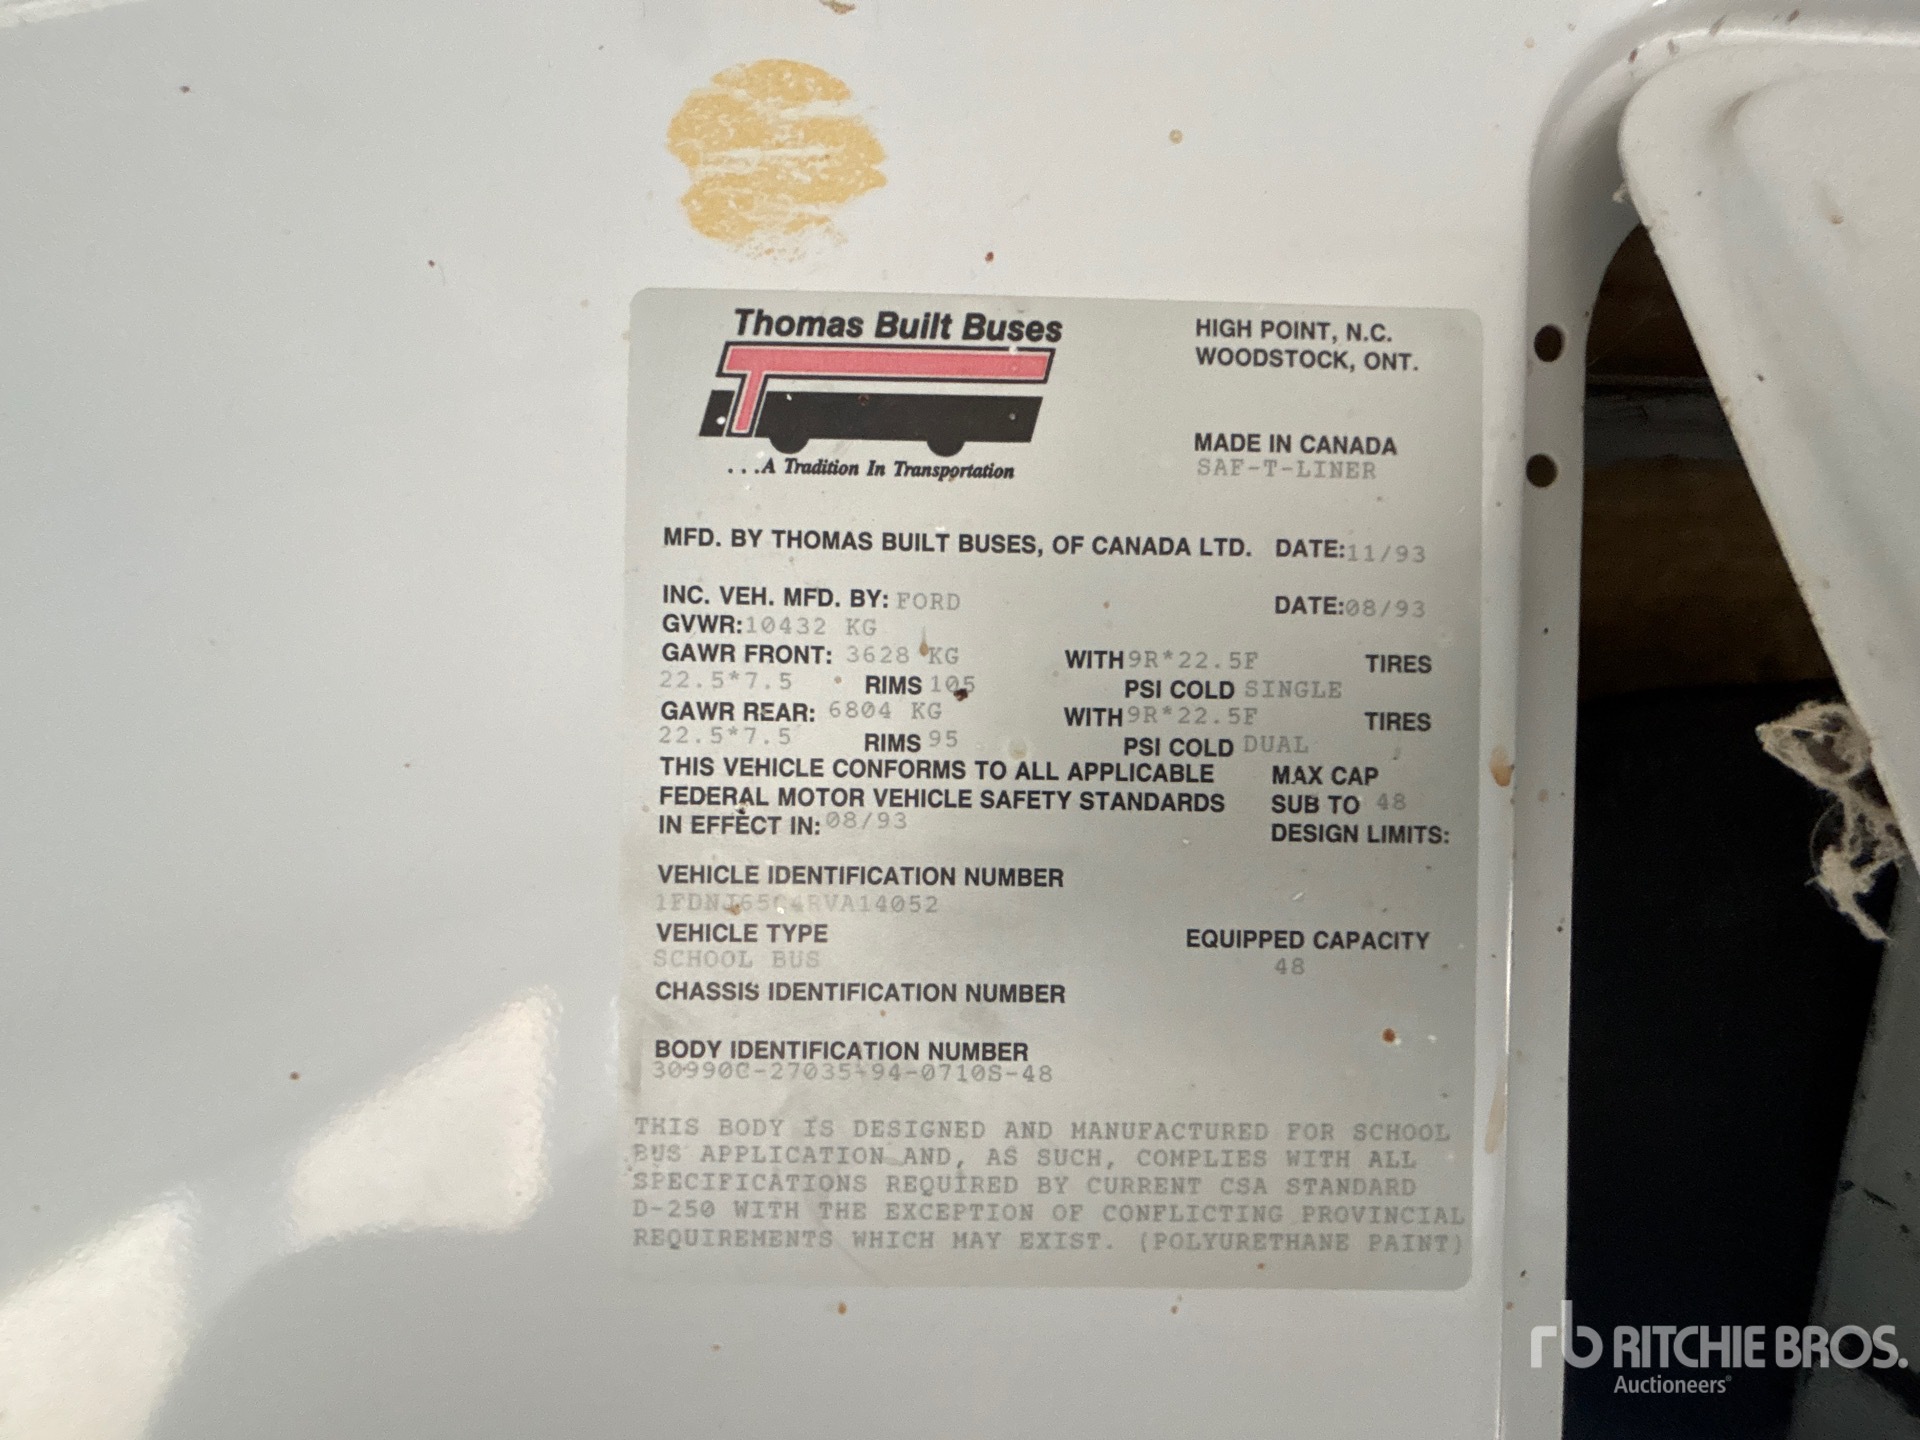 Thomas Built Buses
...A Tradition In Transportation
HIGH POINT, N.C.
WOODSTOCK, ONT.
MADE IN CANADA
SAF-T-LINER
MFD. BY THOMAS BUILT BUSES, OF CANADA LTD. DATE:11/93
INC. VEH. MFD. BY: FORD DATE:08/93
GVWR:10432 KG
GAWR FRONT: 3628 KG WITH 9R*22.5F TIRES
22.5*7.5 RIMS 105 PSI COLD SINGLE
GAWR REAR: 6804 KG WITH 9R*22.5F TIRES
22.5*7.5 RIMS 95 PSI COLD DUAL
THIS VEHICLE CONFORMS TO ALL APPLICABLE MAX CAP
FEDERAL MOTOR VEHICLE SAFETY STANDARDS SUB TO 48
IN EFFECT IN: 08/93 DESIGN LIMITS:
VEHICLE IDENTIFICATION NUMBER
VEHICLE TYPE EQUIPPED CAPACITY
SCHOOL BUS 48
CHASSIS IDENTIFICATION NUMBER
BODY IDENTIFICATION NUMBER
30990C-27035-94-0710S-48
THIS BODY IS DESIGNED AND MANUFACTURED FOR SCHOOL
BUS APPLICATION AND, AS SUCH, COMPLIES WITH ALL
SPECIFICATIONS REQUIRED BY CURRENT CSA STANDARD
D-250 WITH THE EXCEPTION OF CONFLICTING PROVINCIAL
REQUIREMENTS WHICH MAY EXIST. (POLYURETHANE PAINT)
rb RITCHIE BROS.
Auctioneers